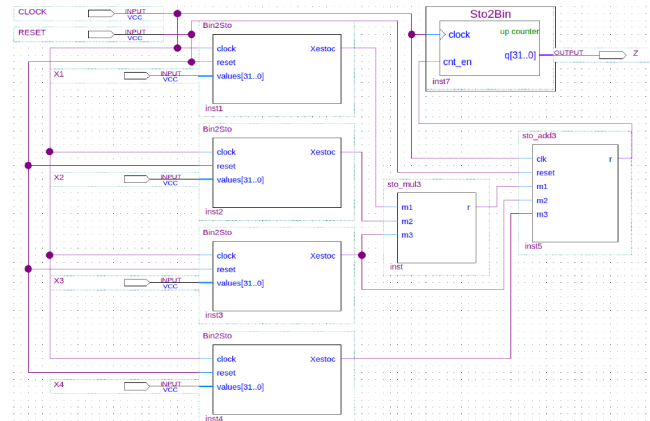 CLOCK INPUT VCC
RESET INPUT VCC
Bin2Sto
clock Xestoc
reset
values[31..0]
inst1
X1 INPUT VCC
Sto2Bin
up counter
clock
q[31..0]
cnt_en
inst7
OUTPUT Z
Bin2Sto
clock Xestoc
reset
values[31..0]
inst2
X2 INPUT VCC
sto_mul3
m1 r
m2
m3
inst
sto_add3
clk r
reset
m1
m2
m3
inst5
Bin2Sto
clock Xestoc
reset
values[31..0]
inst3
X3 INPUT VCC
Bin2Sto
clock Xestoc
reset
values[31..0]
inst4
X4 INPUT VCC